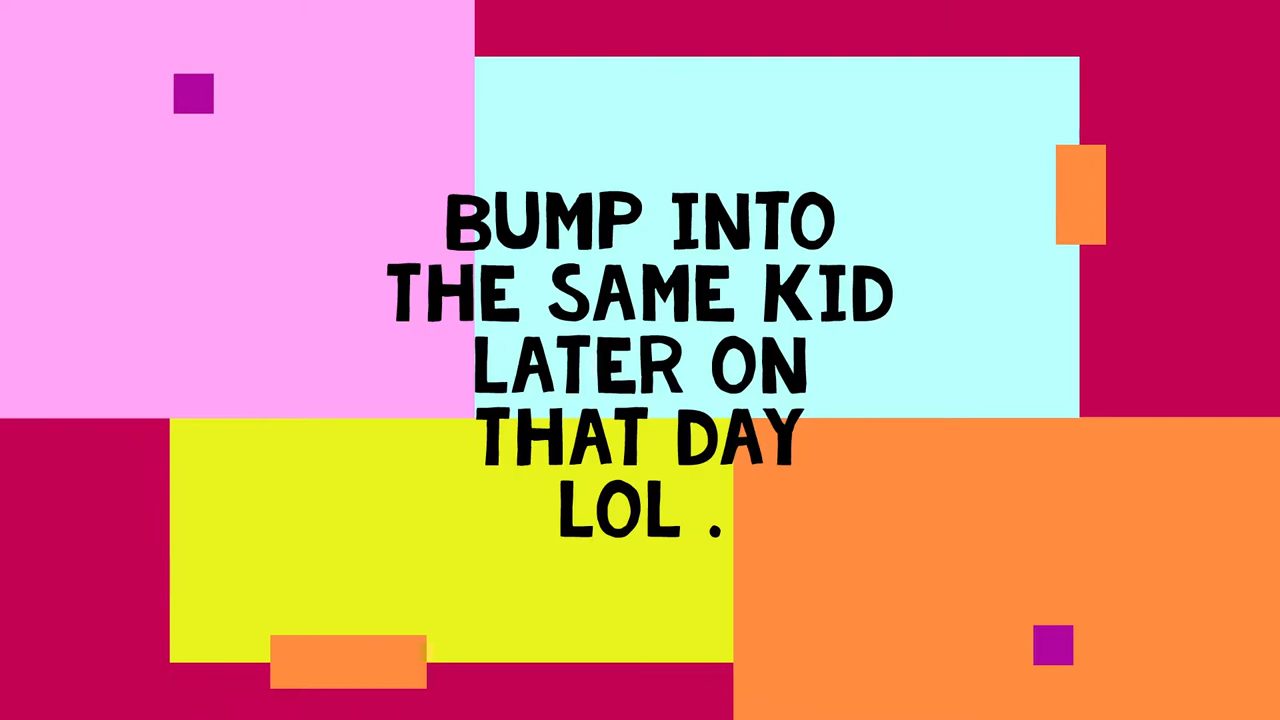 BUMP INTO
THE SAME KID
LATER ON
THAT DAY
LOL .